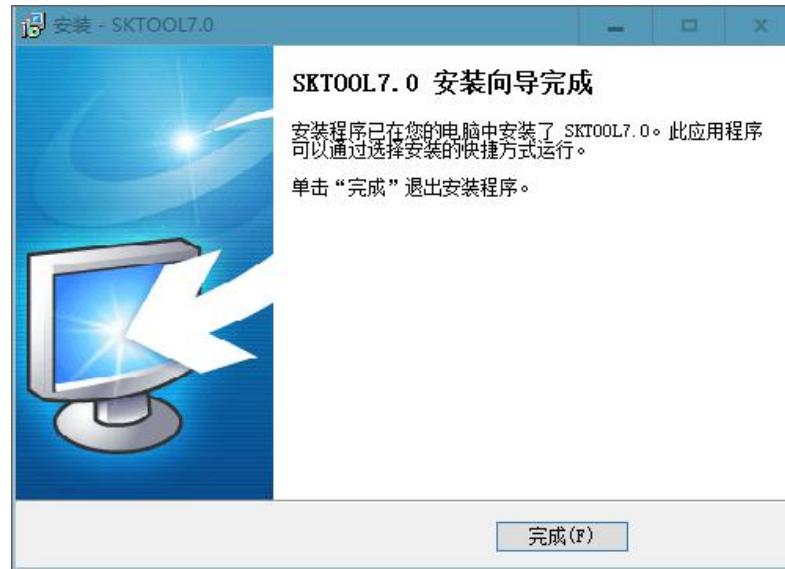 安装 - SKTOOL7.0
SKTOOL7.0 安装向导完成
安装程序已在您的电脑中安装了 SKTOOL7.0。此应用程序
可以通过选择安装的快捷方式运行。
单击“完成”退出安装程序。
完成(F)